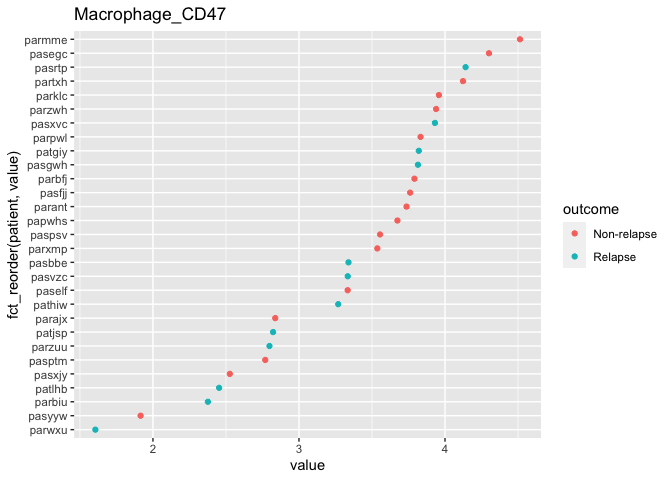 Macrophage_CD47
fct_reorder(patient, value)
parmme
pasegc
pasrtp
partxh
parklc
parzwh
pasxvc
parpwl
patgiy
pasgwh
parbfj
pasfjj
parant
papwhs
paspsv
parxmp
pasbbe
pasvzc
paself
pathiw
parajx
patjsp
parzuu
pasptm
pasxjy
patlhb
parbiu
pasyyw
parwxu
2 3 4
value
outcome
Non-relapse
Relapse